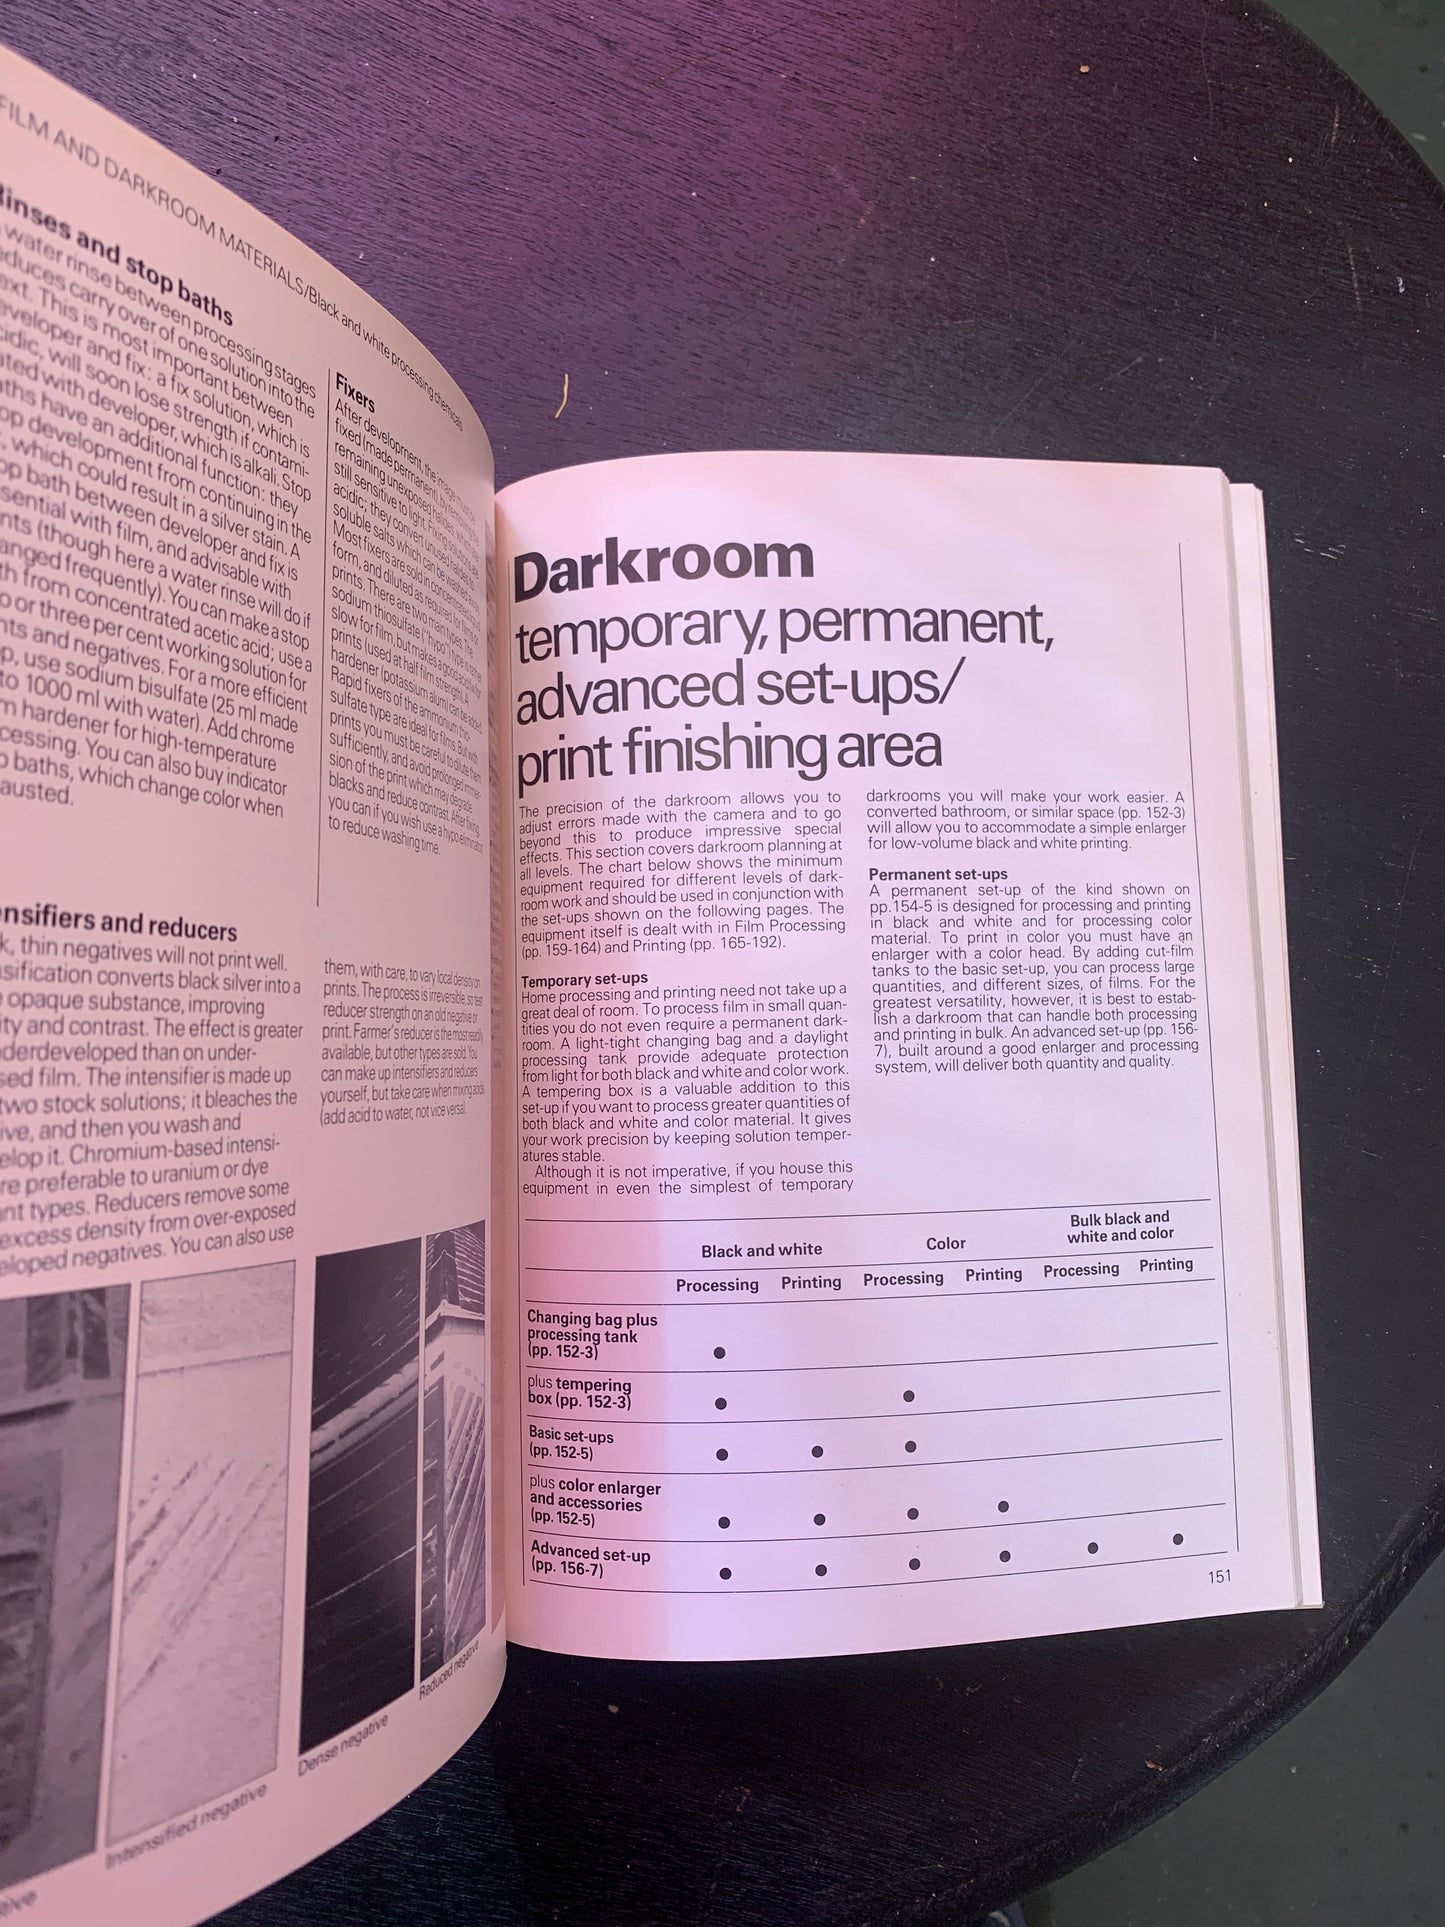 FILM AND DARKROOM MATERIALS/Black and white processing chemicals
Rinses and stop baths
water rinse between processing stages
educes carry over of one solution into the
ext. This is most important between
eveloper and fix: a fix solution, which is
cidic, will soon lose strength if contami-
ated with developer, which is alkali. Stop
ths have an additional function: they
op development from continuing in the
, which could result in a silver stain. A
op bath between developer and fix is
sential with film, and advisable with
nts (though here a water rinse will do if
anged frequently). You can make a stop
th from concentrated acetic acid; use a
o or three per cent working solution for
nts and negatives. For a more efficient
p, use sodium bisulfate (25 ml made
to 1000 ml with water). Add chrome
m hardener for high-temperature
cessing. You can also buy indicator
p baths, which change color when
austed.
Fixers
After development, the image must be
fixed (made permanent), by removing
remaining unexposed halides, which are
still sensitive to light. Fixing solutions are
acidic; they convert unused halides to
soluble salts which can be washed
Most fixers are sold in concentrated liquid
form, and diluted as required for films or
prints. There are two main types. The
sodium thiosulfate ("hypo") type is rather
slow for film, but makes a good acid fix for
prints (used at half film strength). A
hardener (potassium alum) can be added.
Rapid fixers of the ammonium thio-
sulfate type are ideal for films. But with
prints you must be careful to dilute them
sufficiently, and avoid prolonged immer-
sion of the print which may degrade
blacks and reduce contrast. After fixing,
you can if you wish use a hypo eliminator
to reduce washing time.
nsifiers and reducers
k, thin negatives will not print well.
sification converts black silver into a
e opaque substance, improving
ity and contrast. The effect is greater
derdeveloped than on under-
sed film. The intensifier is made up
two stock solutions; it bleaches the
ive, and then you wash and
elop it. Chromium-based intensi-
re preferable to uranium or dye
nt types. Reducers remove some
excess density from over-exposed
eloped negatives. You can also use
them, with care, to vary local density on
prints. The process is irreversible, so test
reducer strength on an old negative or
print. Farmer's reducer is the most readily
available, but other types are sold. You
can make up intensifiers and reducers
yourself, but take care when mixing acids
(add acid to water, not vice versa).
tive
Intensified negative
Dense negative
Reduced negative
Darkroom
temporary, permanent,
advanced set-ups/
print finishing area
The precision of the darkroom allows you to
adjust errors made with the camera and to go
beyond this to produce impressive special
effects. This section covers darkroom planning at
all levels. The chart below shows the minimum
equipment required for different levels of dark-
room work and should be used in conjunction with
the set-ups shown on the following pages. The
equipment itself is dealt with in Film Processing
(pp. 159-164) and Printing (pp. 165-192).
Temporary set-ups
Home processing and printing need not take up a
great deal of room. To process film in small quan-
tities you do not even require a permanent dark-
room. A light-tight changing bag and a daylight
processing tank provide adequate protection
from light for both black and white and color work.
A tempering box is a valuable addition to this
set-up if you want to process greater quantities of
both black and white and color material. It gives
your work precision by keeping solution temper-
atures stable.
Although it is not imperative, if you house this
equipment in even the simplest of temporary
darkrooms you will make your work easier. A
converted bathroom, or similar space (pp. 152-3)
will allow you to accommodate a simple enlarger
for low-volume black and white printing.
Permanent set-ups
A permanent set-up of the kind shown on
pp.154-5 is designed for processing and printing
in black and white and for processing color
material. To print in color you must have an
enlarger with a color head. By adding cut-film
tanks to the basic set-up, you can process large
quantities, and different sizes, of films. For the
greatest versatility, however, it is best to estab-
lish a darkroom that can handle both processing
and printing in bulk. An advanced set-up (pp. 156-
7), built around a good enlarger and processing
system, will deliver both quantity and quality.
Black and white
Color
Bulk black and
white and color
Processing Printing Processing Printing Processing Printing
Changing bag plus
processing tank
(pp. 152-3)
plus tempering
box (pp. 152-3)
Basic set-ups
(pp. 152-5)
plus color enlarger
and accessories
(pp. 152-5)
Advanced set-up
(pp. 156-7)
151